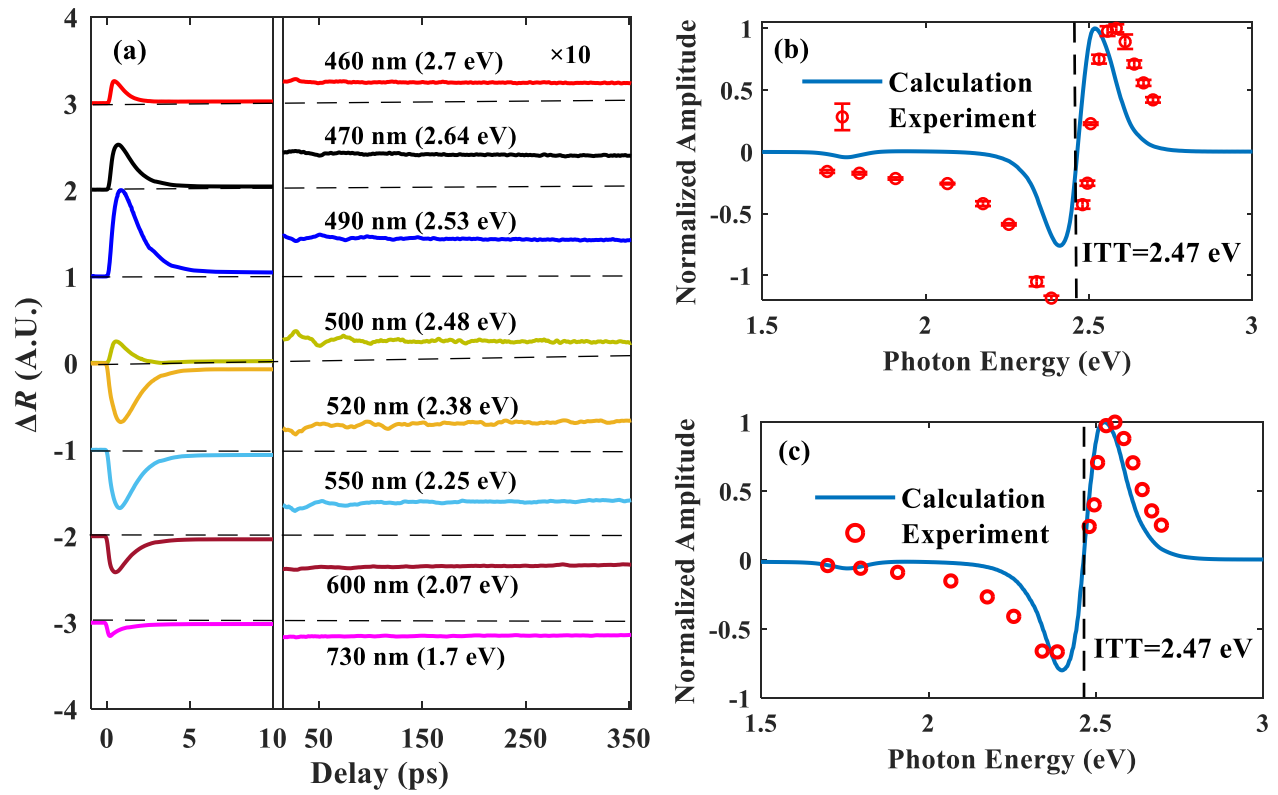 (a)
460 nm (2.7 eV)
×10
470 nm (2.64 eV)
490 nm (2.53 eV)
500 nm (2.48 eV)
520 nm (2.38 eV)
550 nm (2.25 eV)
600 nm (2.07 eV)
730 nm (1.7 eV)
4
3
2
1
0
-1
-2
-3
-4
ΔR (A.U.)
0
5
10
50
150
250
350
Delay (ps)
(b)
Calculation
Experiment
ITT=2.47 eV
1
0.5
0
-0.5
-1
Normalized Amplitude
1.5
2
2.5
3
Photon Energy (eV)
(c)
Calculation
Experiment
ITT=2.47 eV
1
0.5
0
-0.5
-1
Normalized Amplitude
1.5
2
2.5
3
Photon Energy (eV)